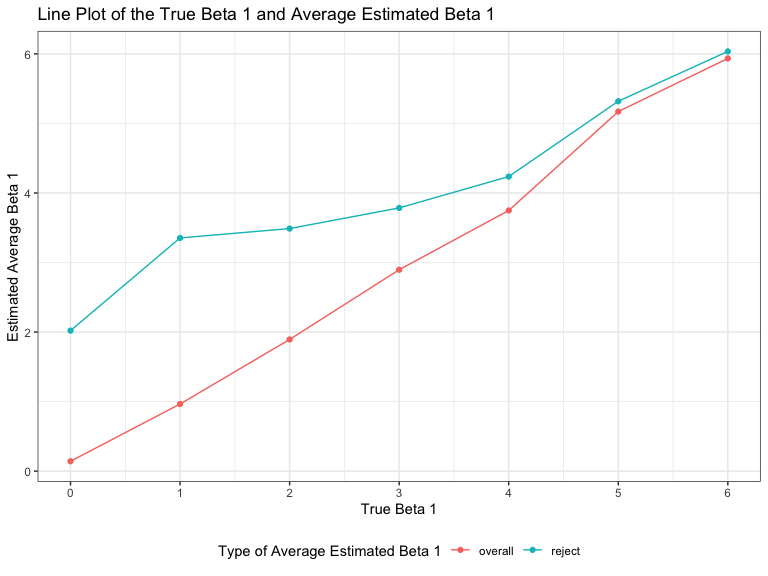 Line Plot of the True Beta 1 and Average Estimated Beta 1
Estimated Average Beta 1
6
4
2
0
0 1 2 3 4 5 6
True Beta 1
Type of Average Estimated Beta 1 overall reject